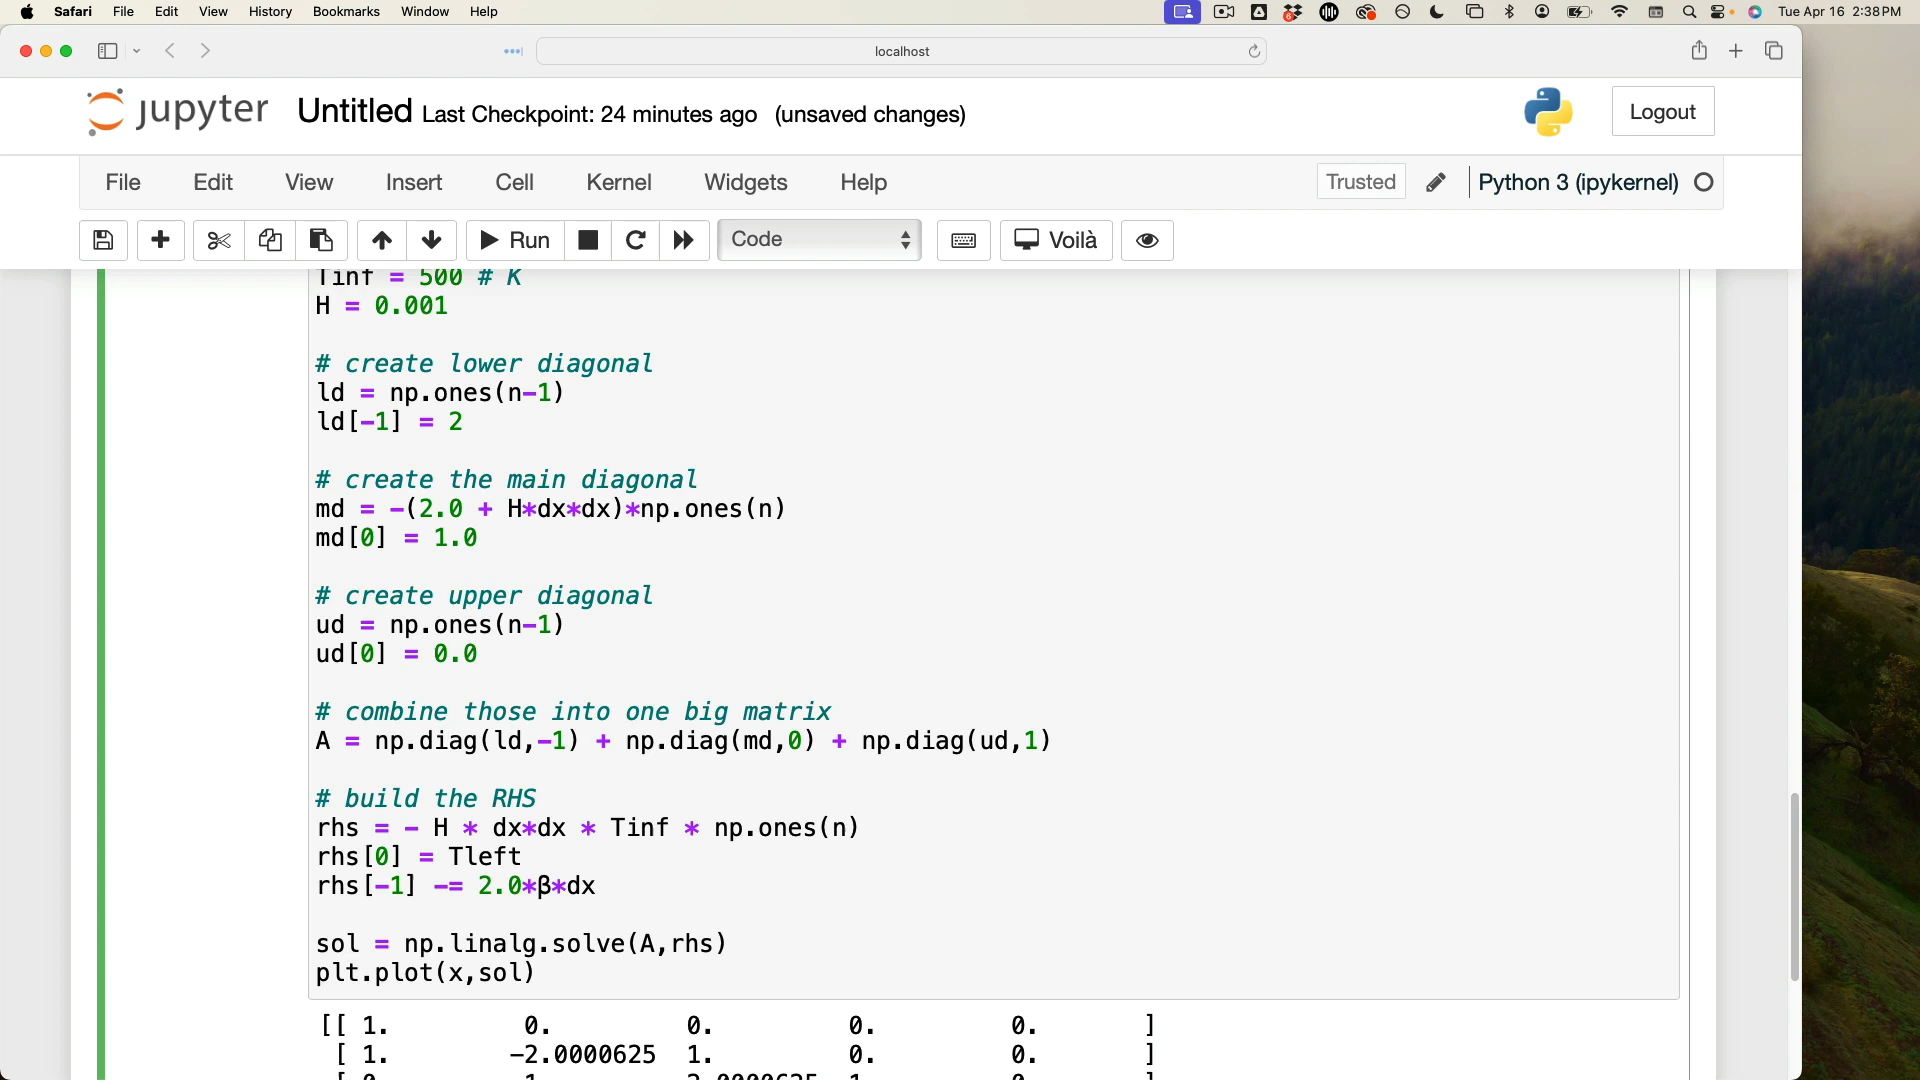 Safari File Edit View History Bookmarks Window Help Tue Apr 16 2:38 PM
localhost
jupyter Untitled Last Checkpoint: 24 minutes ago (unsaved changes) Logout
File Edit View Insert Cell Kernel Widgets Help Trusted Python 3 (ipykernel)
Run Code Voilà
Tinf = 500 # K
H = 0.001
# create lower diagonal
ld = np.ones(n-1)
ld[-1] = 2
# create the main diagonal
md = -(2.0 + H*dx*dx)*np.ones(n)
md[0] = 1.0
# create upper diagonal
ud = np.ones(n-1)
ud[0] = 0.0
# combine those into one big matrix
A = np.diag(ld,-1) + np.diag(md,0) + np.diag(ud,1)
# build the RHS
rhs = - H * dx*dx * Tinf * np.ones(n)
rhs[0] = Tleft
rhs[-1] -= 2.0*β*dx
sol = np.linalg.solve(A,rhs)
plt.plot(x,sol)
[[ 1. 0. 0. 0. 0. ]
[ 1. -2.0000625 1. 0. 0. ]